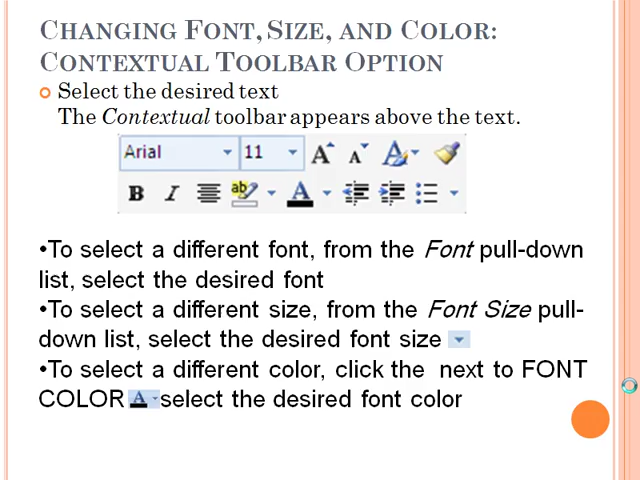 CHANGING FONT, SIZE, AND COLOR:
CONTEXTUAL TOOLBAR OPTION
Select the desired text
The Contextual toolbar appears above the text.
Arial 11 A A A
B I ab A
•To select a different font, from the Font pull-down
list, select the desired font
•To select a different size, from the Font Size pull-
down list, select the desired font size
•To select a different color, click the next to FONT
COLOR A select the desired font color